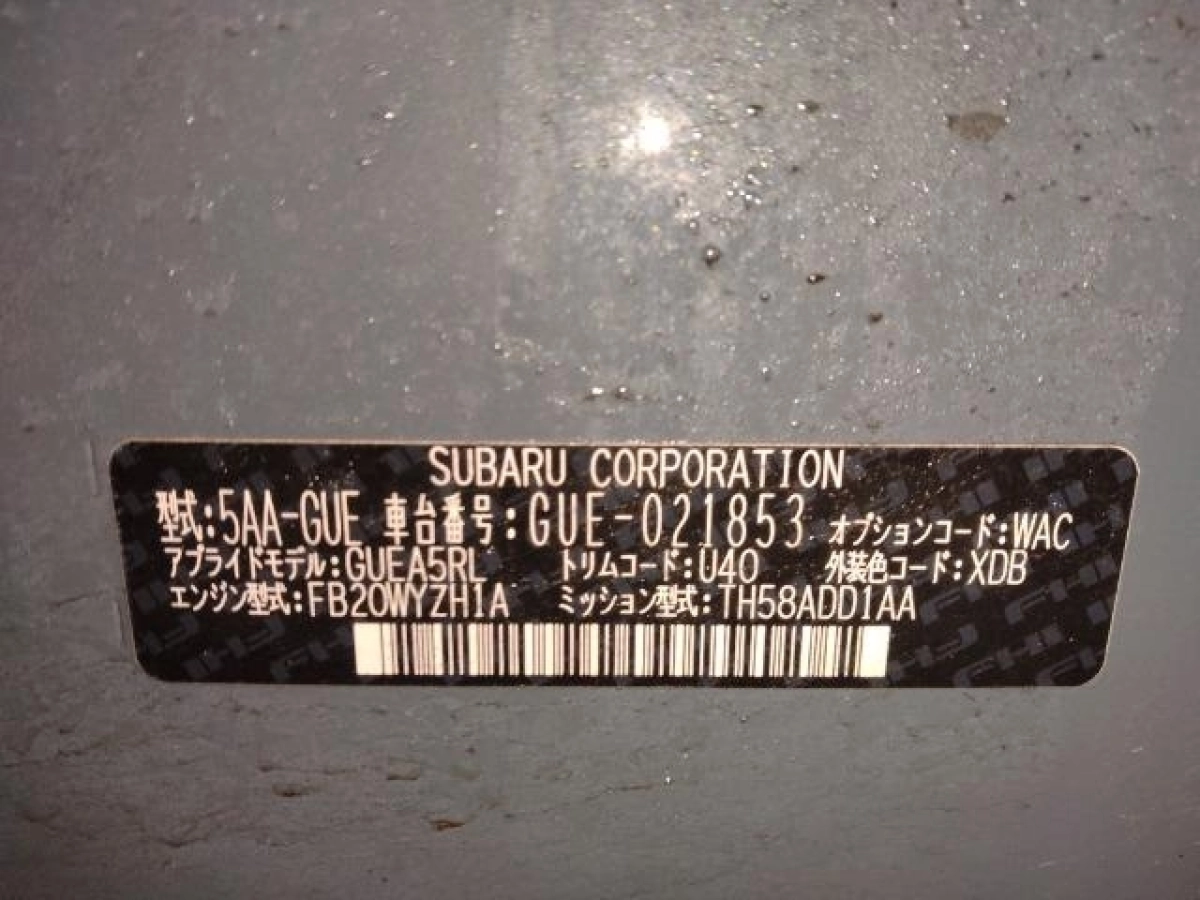 SUBARU CORPORATION
型式:5AA-GUE 車台番号:GUE-021853 オプションコード:WAC
アプライドモデル:GUEA5RL トリムコード:U40 外装色コード:XDB
エンジン型式:FB20WYZH1A ミッション型式:TH58ADD1AA